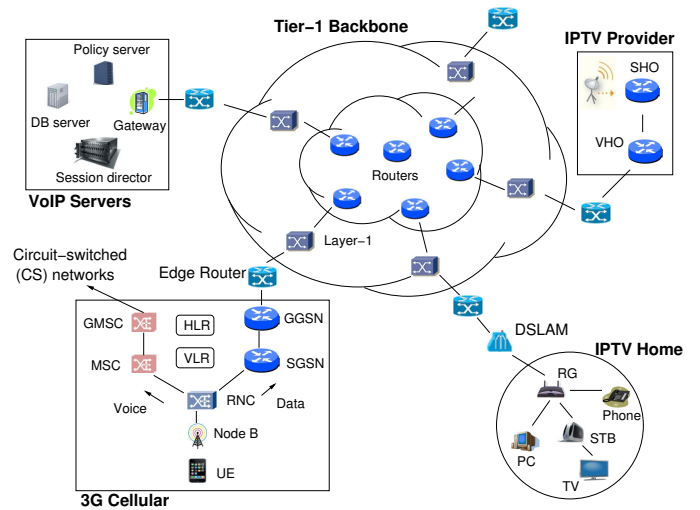 Tier−1 Backbone
IPTV Provider
Policy server
SHO
DB server
Gateway
VHO
Routers
Session director
VoIP Servers
Layer−1
Circuit−switched
(CS) networks
Edge Router
GMSC
HLR
GGSN
DSLAM
IPTV Home
MSC
VLR
SGSN
RG
Voice
RNC
Data
Phone
Node B
STB
PC
UE
TV
3G Cellular